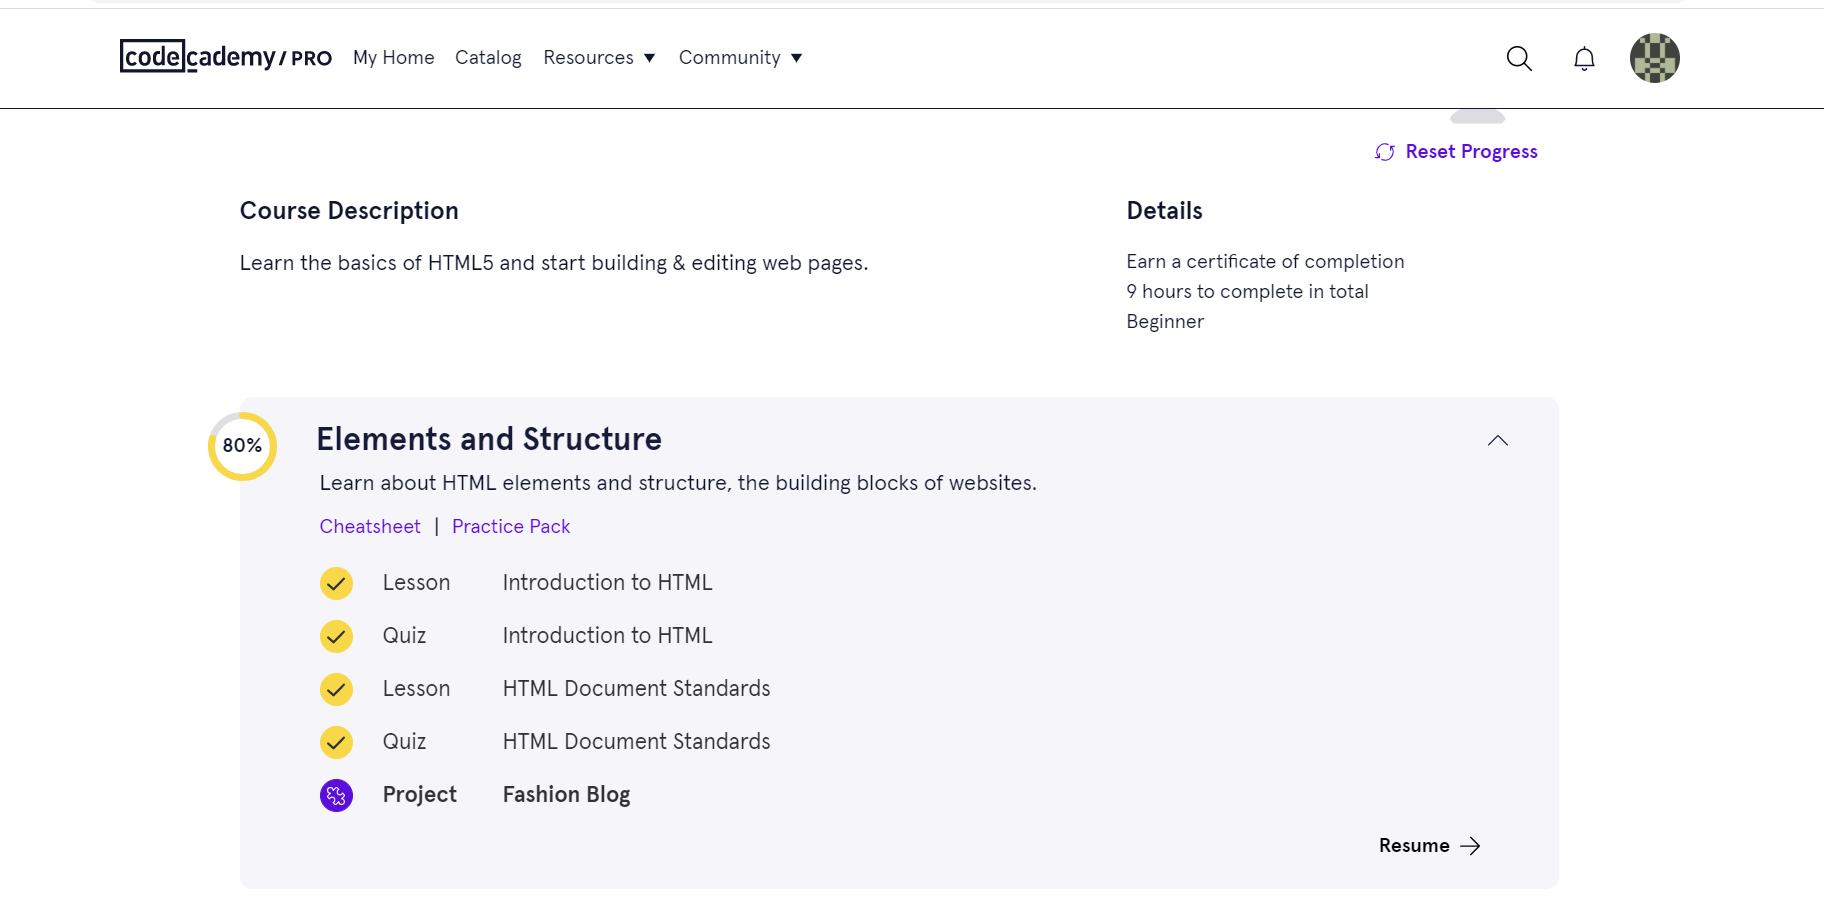 codecademy/PRO My Home Catalog Resources ▼ Community ▼
Reset Progress
Course Description
Learn the basics of HTML5 and start building & editing web pages.
Details
Earn a certificate of completion
9 hours to complete in total
Beginner
80%
Elements and Structure
Learn about HTML elements and structure, the building blocks of websites.
Cheatsheet | Practice Pack
Lesson Introduction to HTML
Quiz Introduction to HTML
Lesson HTML Document Standards
Quiz HTML Document Standards
Project Fashion Blog
Resume →